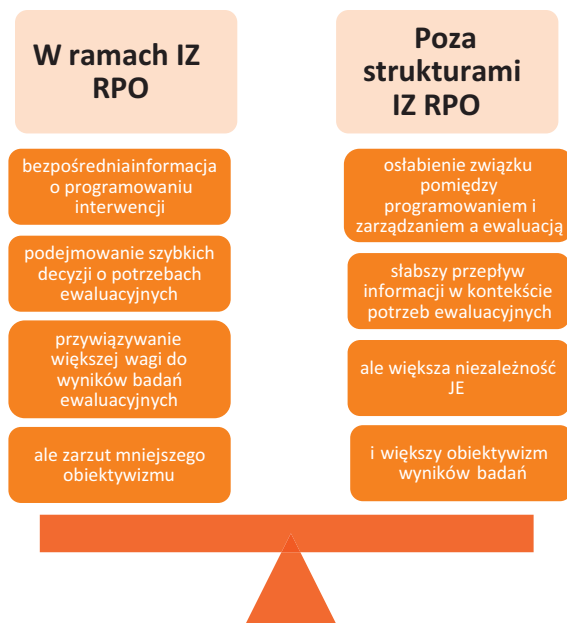 W ramach IZ
RPO
bezpośredniainformacja
o programowaniu
interwencji
podejmowanie szybkich
decyzji o potrzebach
ewaluacyjnych
przywiązywanie
większej wagi do
wyników badań
ewaluacyjnych
ale zarzut mniejszego
obiektywizmu
Poza
strukturami
IZ RPO
osłabienie związku
pomiędzy
programowaniem i
zarządzaniem a ewaluacją
słabszy przepływ
informacji w kontekście
potrzeb ewaluacyjnych
ale większa niezależność
JE
i większy obiektywizm
wyników badań